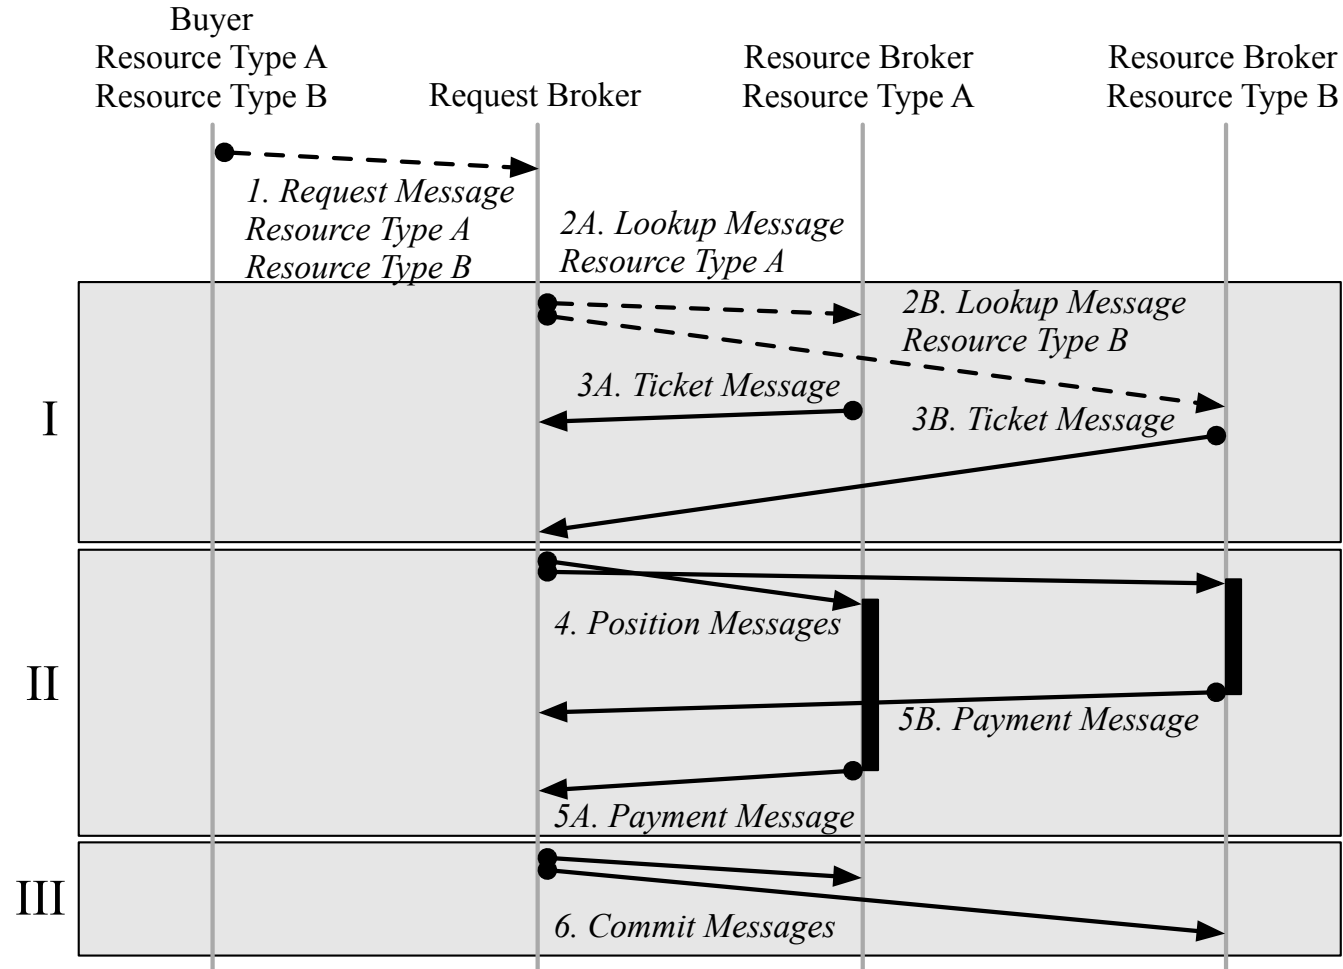 Buyer
Resource Type A
Resource Type B
Request Broker
Resource Broker
Resource Type A
Resource Broker
Resource Type B
1. Request Message
Resource Type A
Resource Type B
2A. Lookup Message
Resource Type A
I
2B. Lookup Message
Resource Type B
3A. Ticket Message
3B. Ticket Message
II
4. Position Messages
5B. Payment Message
5A. Payment Message
III
6. Commit Messages